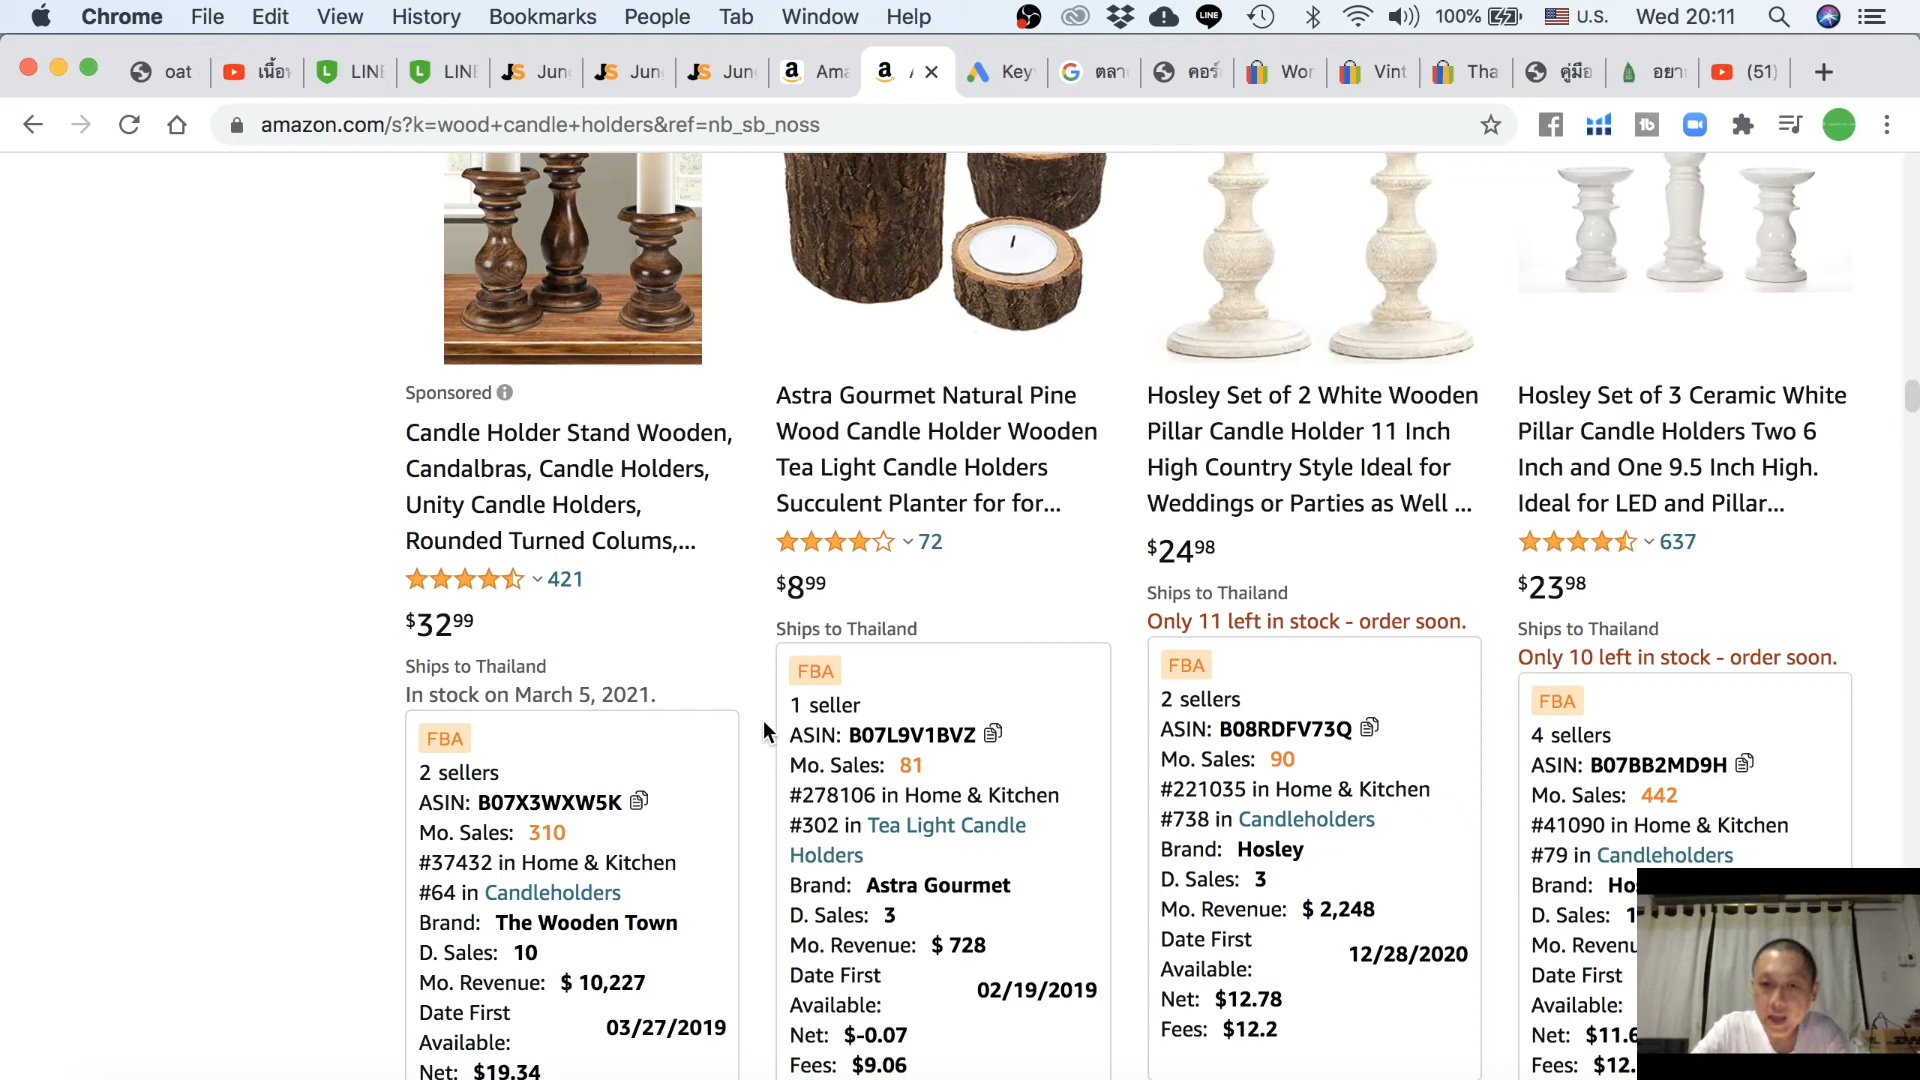 Chrome File Edit View History Bookmarks People Tab Window Help
LINE 100% U.S. Wed 20:11
oat เนื้อ LINE LINE Jun Jun Jun Ama Key ตลา คอร์ Wor Vint Tha คู่มือ อยา (51)
amazon.com/s?k=wood+candle+holders&ref=nb_sb_noss
Sponsored
Candle Holder Stand Wooden,
Candalbras, Candle Holders,
Unity Candle Holders,
Rounded Turned Colums,...
421
$32.99
Ships to Thailand
In stock on March 5, 2021.
FBA
2 sellers
ASIN: B07X3WXW5K
Mo. Sales: 310
#37432 in Home & Kitchen
#64 in Candleholders
Brand: The Wooden Town
D. Sales: 10
Mo. Revenue: $ 10,227
Date First
Available:
03/27/2019
Net: $19.34
Astra Gourmet Natural Pine
Wood Candle Holder Wooden
Tea Light Candle Holders
Succulent Planter for for...
72
$8.99
Ships to Thailand
FBA
1 seller
ASIN: B07L9V1BVZ
Mo. Sales: 81
#278106 in Home & Kitchen
#302 in Tea Light Candle
Holders
Brand: Astra Gourmet
D. Sales: 3
Mo. Revenue: $ 728
Date First
Available:
02/19/2019
Net: $-0.07
Fees: $9.06
Hosley Set of 2 White Wooden
Pillar Candle Holder 11 Inch
High Country Style Ideal for
Weddings or Parties as Well ...
$24.98
Ships to Thailand
Only 11 left in stock - order soon.
FBA
2 sellers
ASIN: B08RDFV73Q
Mo. Sales: 90
#221035 in Home & Kitchen
#738 in Candleholders
Brand: Hosley
D. Sales: 3
Mo. Revenue: $ 2,248
Date First
Available:
12/28/2020
Net: $12.78
Fees: $12.2
Hosley Set of 3 Ceramic White
Pillar Candle Holders Two 6
Inch and One 9.5 Inch High.
Ideal for LED and Pillar...
637
$23.98
Ships to Thailand
Only 10 left in stock - order soon.
FBA
4 sellers
ASIN: B07BB2MD9H
Mo. Sales: 442
#41090 in Home & Kitchen
#79 in Candleholders
Brand: Hos
D. Sales: 1
Mo. Revenu
Date First
Available:
Net: $11.6
Fees: $12.